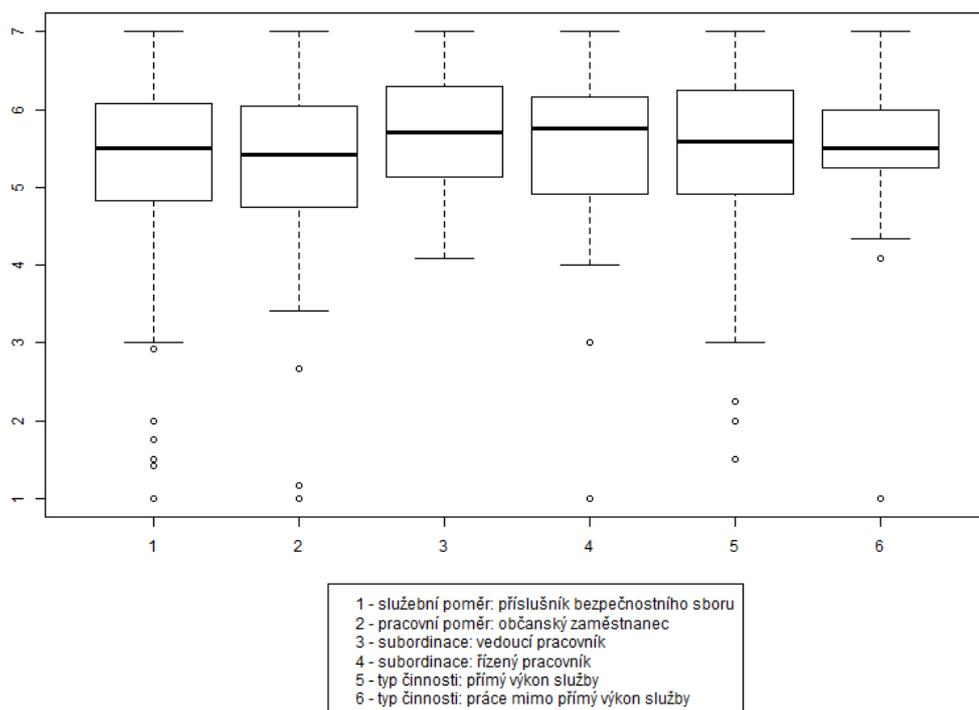 7
6
5
4
3
2
1
1 2 3 4 5 6
1 - služební poměr: příslušník bezpečnostního sboru
2 - pracovní poměr: občanský zaměstnanec
3 - subordinace: vedoucí pracovník
4 - subordinace: řízený pracovník
5 - typ činnosti: přímý výkon služby
6 - typ činnosti: práce mimo přímý výkon služby